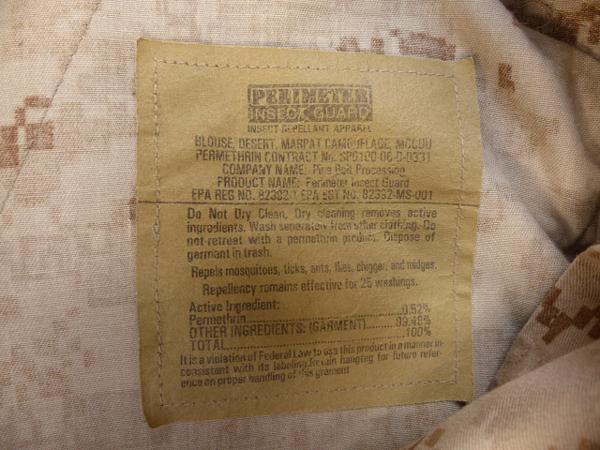 PERIMETER
INSECT GUARD
INSECT REPELLANT APPAREL
BLOUSE, DESERT, MARPAT CAMOUFLAGE, MCCUU
PERMETHRIN CONTRACT No. SP0100-06-D-0331
COMPANY NAME: Pine Belt Processing
PRODUCT NAME: Perimeter Insect Guard
EPA REG NO. 82392-1 EPA EST NO. 82392-MS-001
Do Not Dry Clean, Dry cleaning removes active
ingredients. Wash separately from other clothing. Do
not-retreat with a permethrin product. Dispose of
garment in trash.
Repels mosquitoes, ticks, ants, flies, chigger, and midges.
Repellency remains effective for 25 washings.
Active Ingredient:
Permethrin..........................0.52%
OTHER INGREDIENTS: (GARMENT)........99.48%
TOTAL...............................100%
It is a violation of Federal Law to use this product in a manner in-
consistent with its labeling. Retain hangtag for future refer-
ence on proper handling of this garment